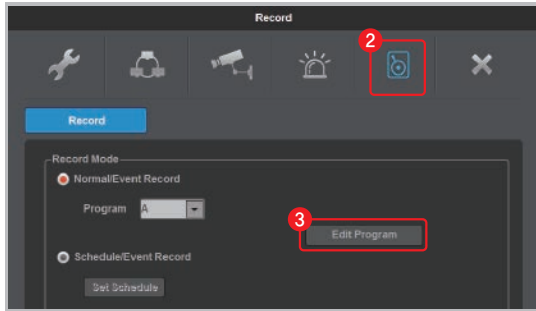 Record
2
Record
Record Mode
Normal/Event Record
Program A
3
Edit Program
Schedule/Event Record
Set Schedule